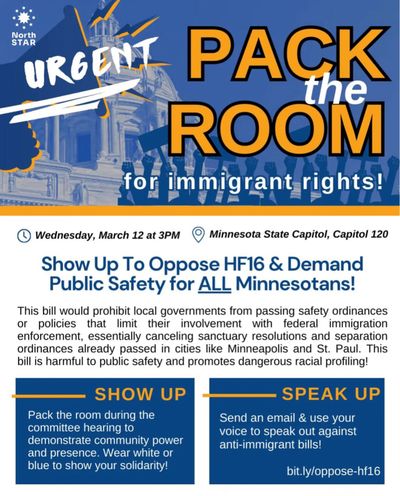 North
STAR
URGENT
PACK
the
ROOM
for immigrant rights!
Wednesday, March 12 at 3PM
Minnesota State Capitol, Capitol 120
Show Up To Oppose HF16 & Demand
Public Safety for ALL Minnesotans!
This bill would prohibit local governments from passing safety ordinances
or policies that limit their involvement with federal immigration
enforcement, essentially canceling sanctuary resolutions and separation
ordinances already passed in cities like Minneapolis and St. Paul. This
bill is harmful to public safety and promotes dangerous racial profiling!
SHOW UP
Pack the room during the
committee hearing to
demonstrate community power
and presence. Wear white or
blue to show your solidarity!
SPEAK UP
Send an email & use your
voice to speak out against
anti-immigrant bills!
bit.ly/oppose-hf16